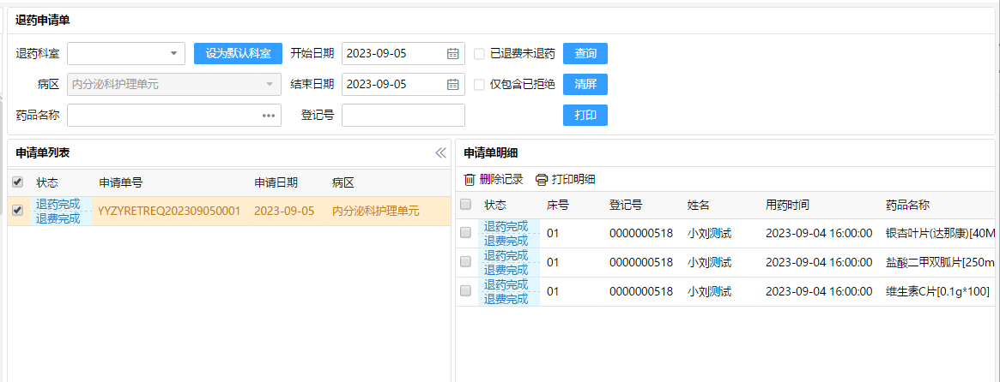 退药申请单
退药科室 设为默认科室 开始日期 2023-09-05 已退费未退药 查询
病区 内分泌科护理单元 结束日期 2023-09-05 仅包含已拒绝 清屏
药品名称 登记号 打印
申请单列表
状态 申请单号 申请日期 病区
退药完成
退费完成 YYZYRETREQ202309050001 2023-09-05 内分泌科护理单元
申请单明细
删除记录 打印明细
状态 床号 登记号 姓名 用药时间 药品名称
退药完成
退费完成 01 0000000518 小刘测试 2023-09-04 16:00:00 银杏叶片(达那康)[40M
退药完成
退费完成 01 0000000518 小刘测试 2023-09-04 16:00:00 盐酸二甲双胍片[250m
退药完成
退费完成 01 0000000518 小刘测试 2023-09-04 16:00:00 维生素C片[0.1g*100]